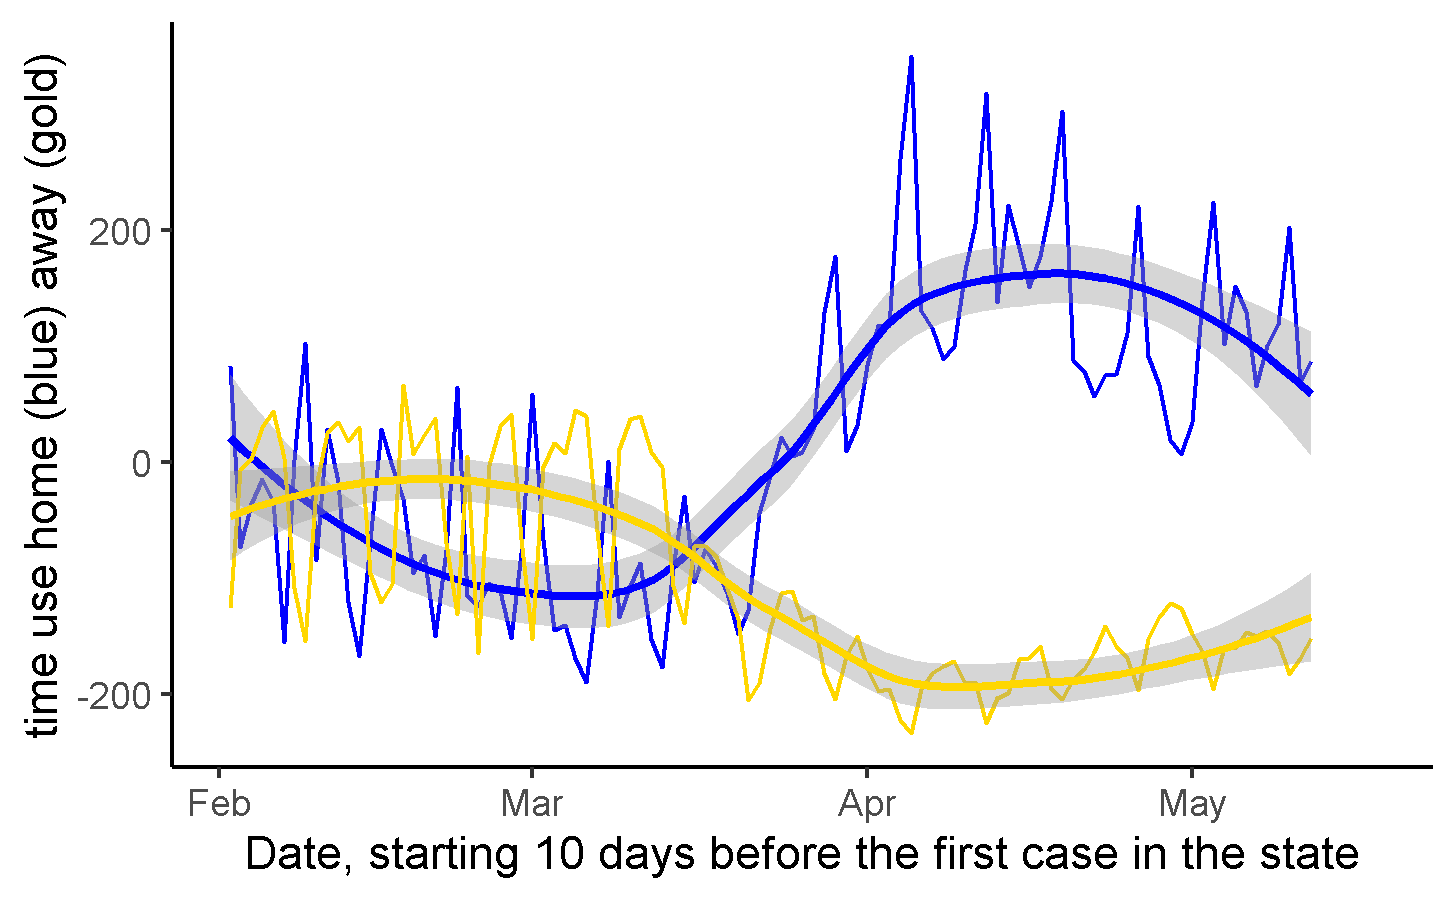 time use home (blue) away (gold)
200
0
-200
Feb
Mar
Apr
May
Date, starting 10 days before the first case in the state